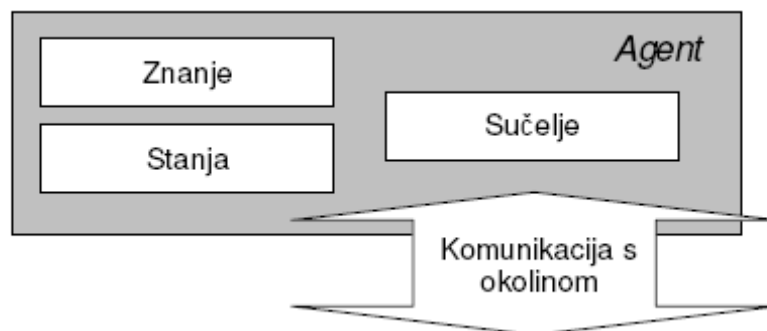 Agent
Znanje
Sučelje
Stanja
Komunikacija s
okolinom